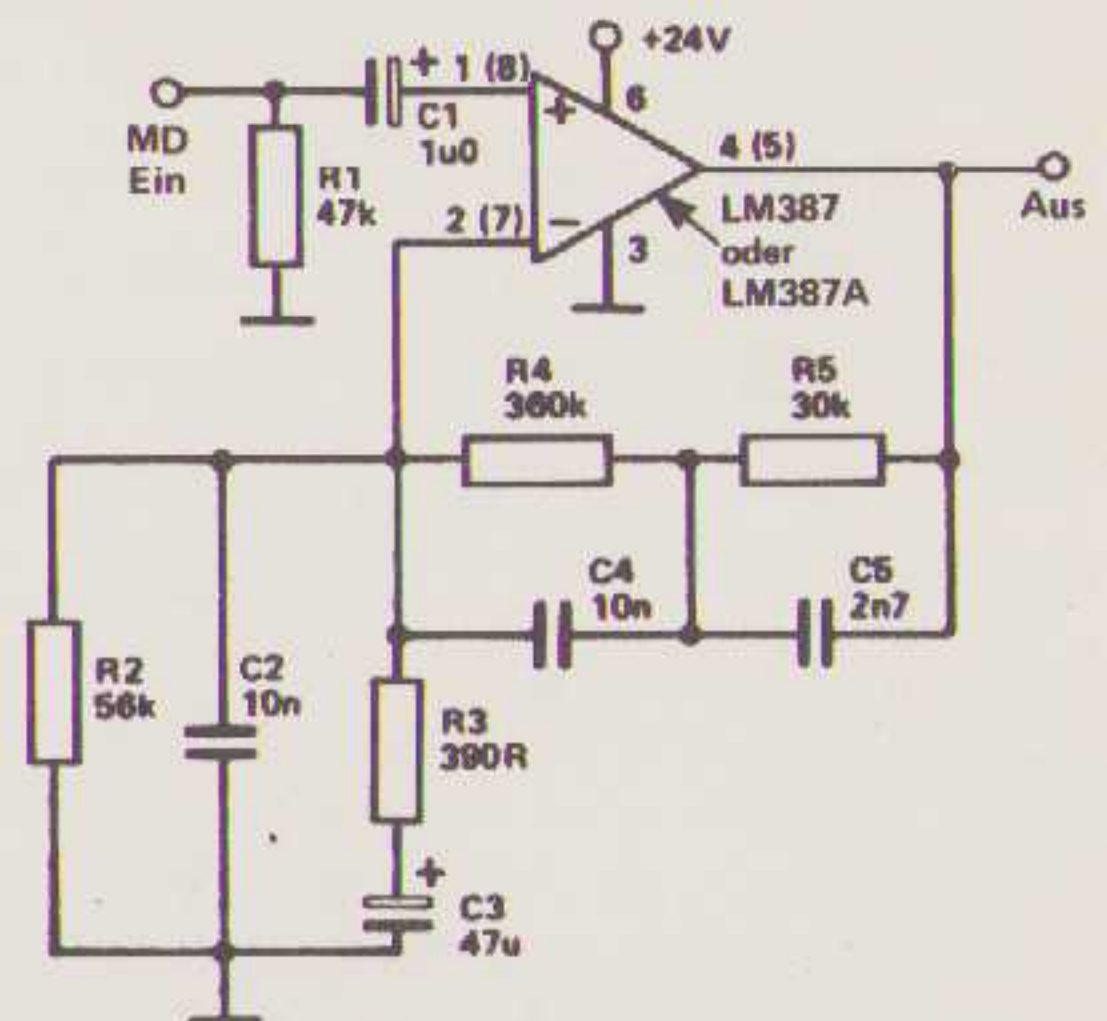 +24V
+ 1 (8)
+
6
MD
Ein
C1
1u0
R1
47k
4 (5)
Aus
2 (7)
−
3
LM387
oder
LM387A
R4
360k
R5
30k
C4
10n
C5
2n7
R2
56k
C2
10n
R3
390R
+
C3
47u